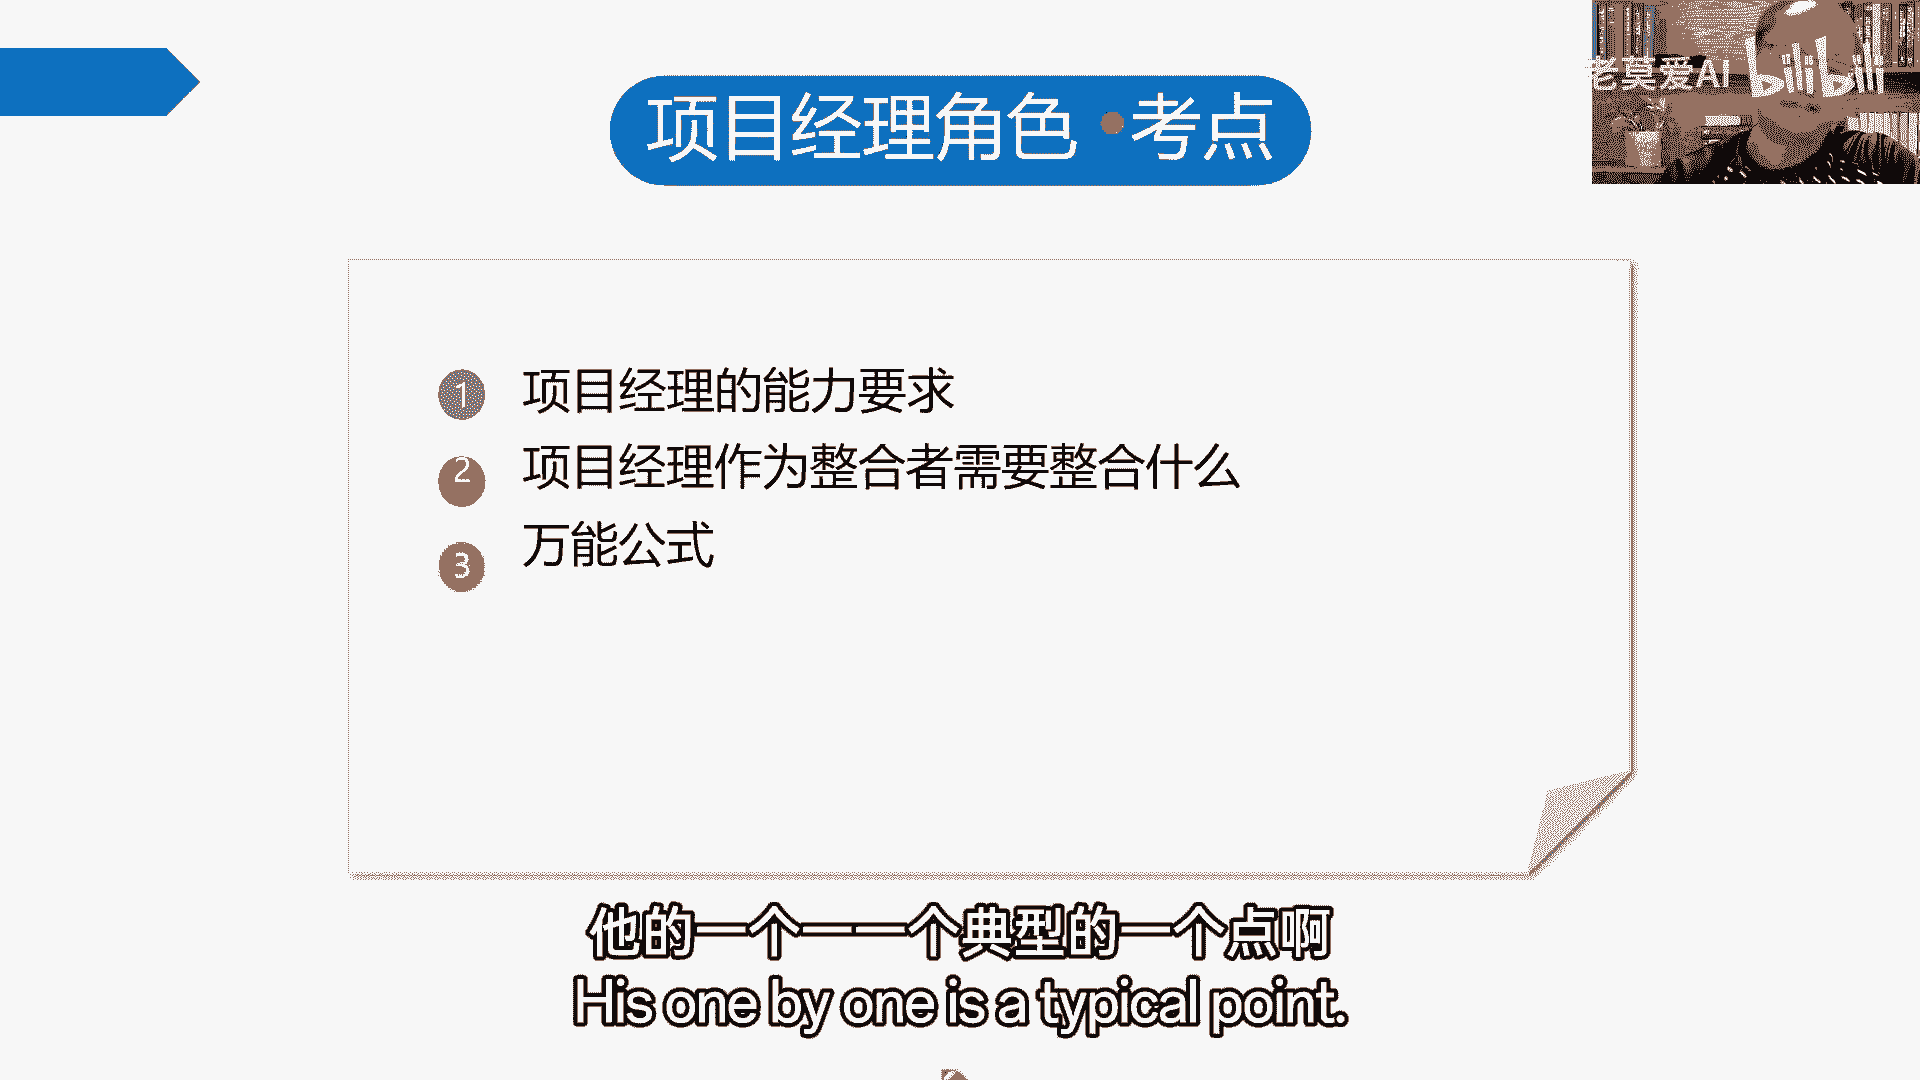 项目经理角色·考点
老莫爱AI bilibili
1 项目经理的能力要求
2 项目经理作为整合者需要整合什么
3 万能公式
他的一个一一个典型的一个点啊
His one by one is a typical point.